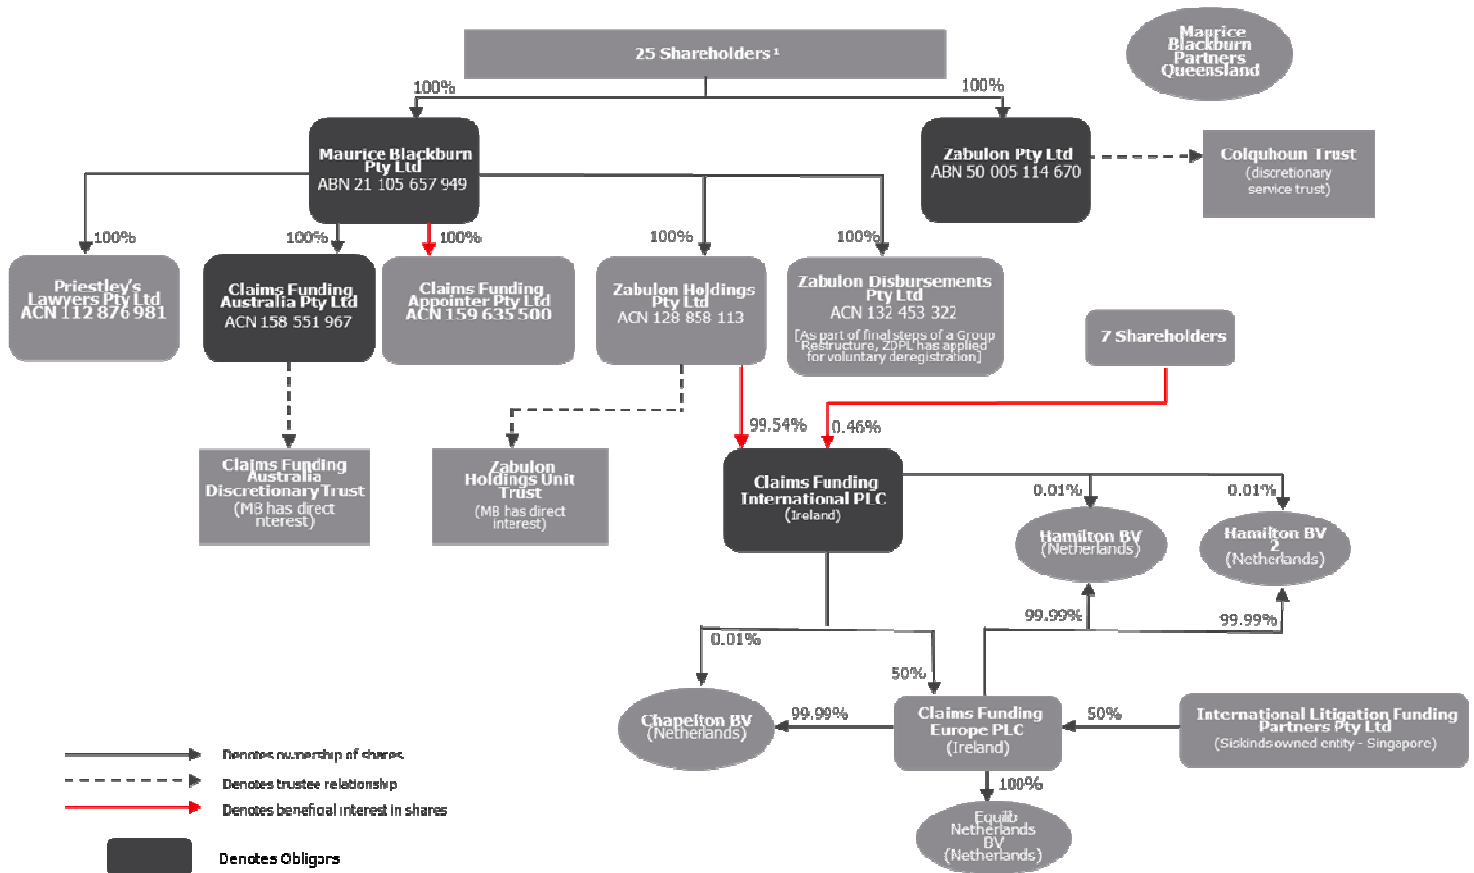 25 Shareholders ¹
Maurice
Blackburn
Partners
Queensland
100%
100%
Maurice Blackburn
Pty Ltd
ABN 21 105 657 949
Zabulon Pty Ltd
ABN 50 005 114 670
Colquhoun Trust
(discretionary
service trust)
100%
100%
100%
100%
100%
Priestley's
Lawyers Pty Ltd
ACN 112 876 981
Claims Funding
Australia Pty Ltd
ACN 158 551 967
Claims Funding
Appointer Pty Ltd
ACN 159 635 500
Zabulon Holdings
Pty Ltd
ACN 128 858 113
Zabulon Disbursements
Pty Ltd
ACN 132 453 322
[As part of final steps of a Group
Restructure, ZDPL has applied
for voluntary deregistration]
7 Shareholders
99.54%
0.46%
Claims Funding
Australia
Discretionary Trust
(MB has direct
interest)
Zabulon
Holdings Unit
Trust
(MB has direct
interest)
Claims Funding
International PLC
(Ireland)
0.01%
0.01%
Hamilton BV
(Netherlands)
Hamilton BV
2
(Netherlands)
99.99%
99.99%
0.01%
50%
Chapelton BV
(Netherlands)
99.99%
Claims Funding
Europe PLC
(Ireland)
50%
International Litigation Funding
Partners Pty Ltd
(Siskinds owned entity - Singapore)
100%
Equilib
Netherlands
BV
(Netherlands)
Denotes ownership of shares
Denotes trustee relationship
Denotes beneficial interest in shares
Denotes Obligors